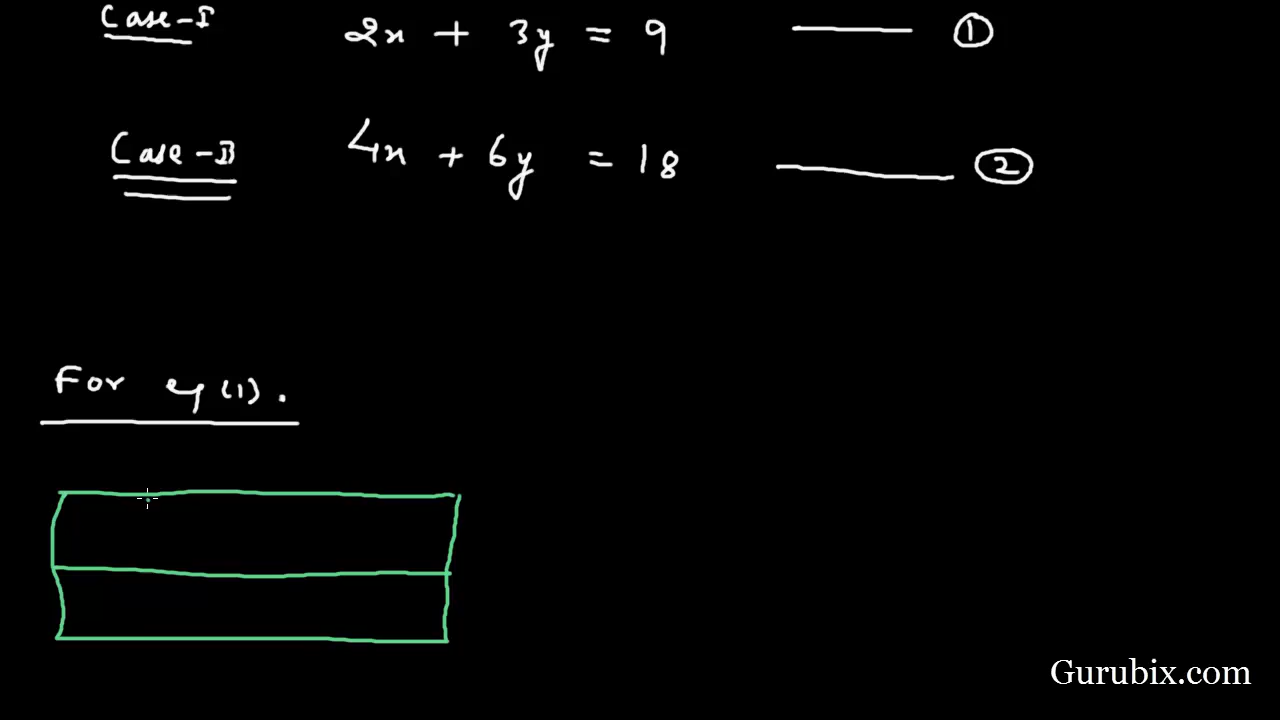 Case-I 2x + 3y = 9 ——— ①
Case-II 4x + 6y = 18 ——— ②
For eq (1).
Gurubix.com